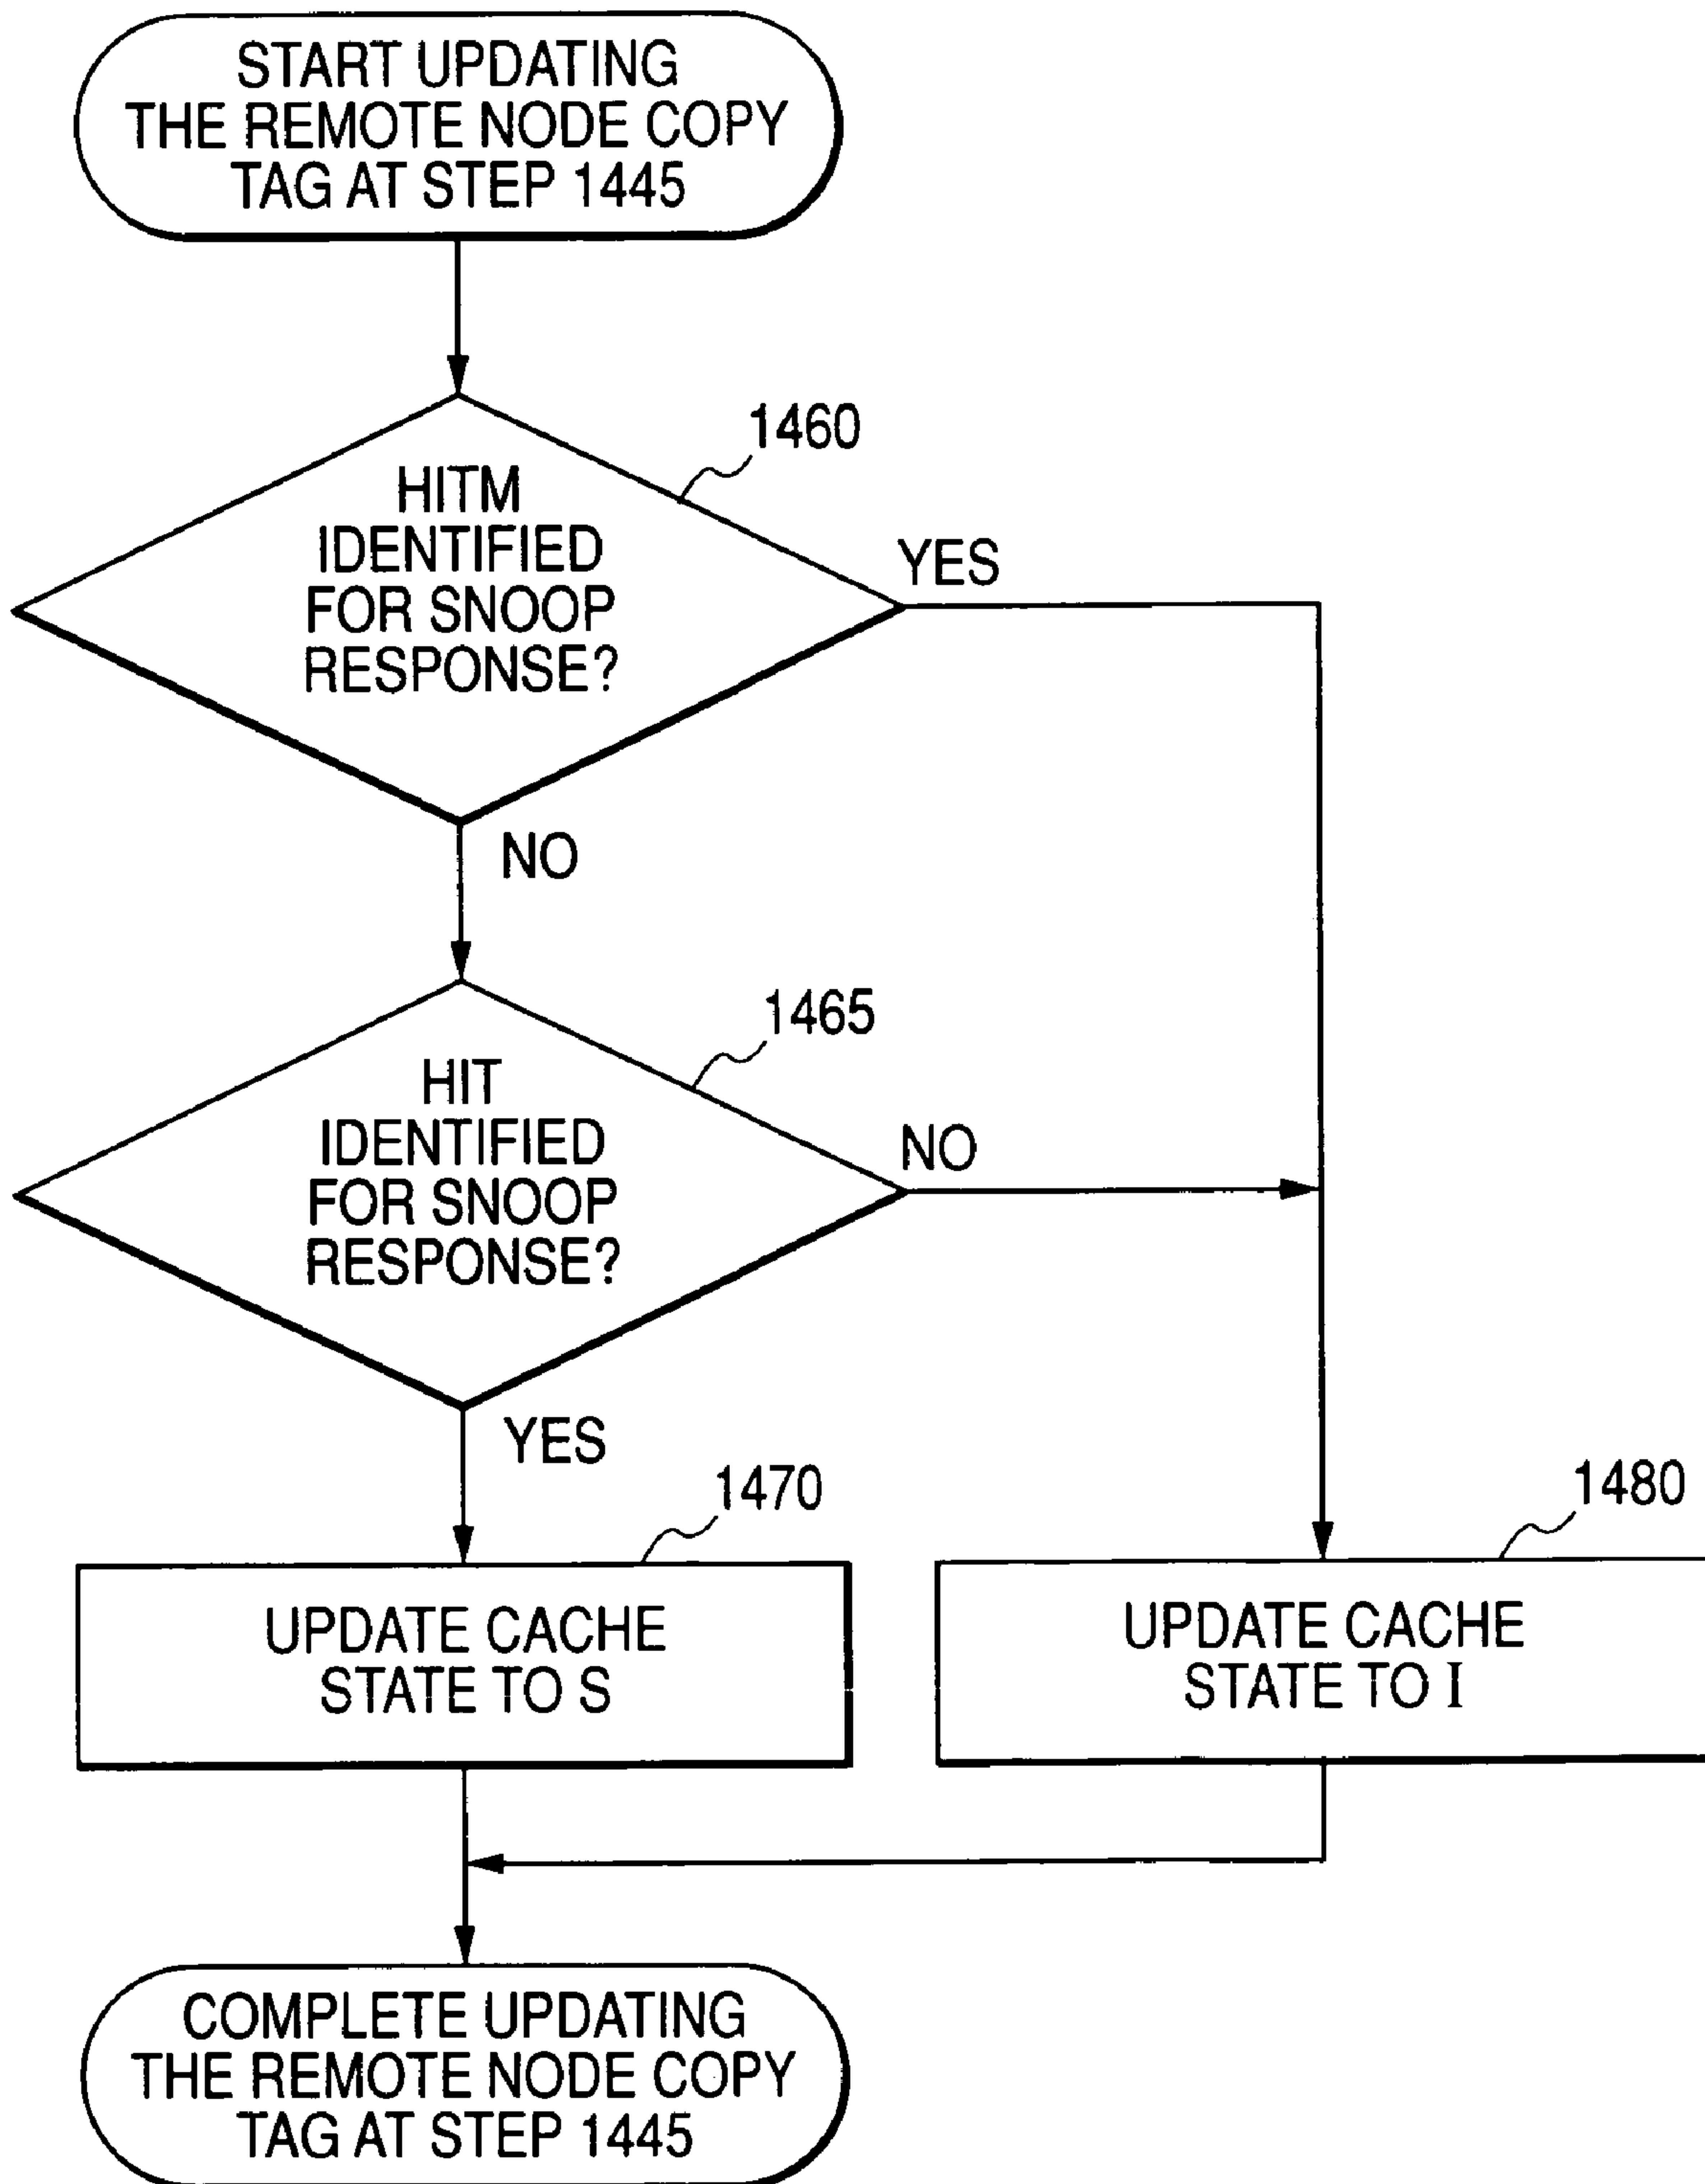 START UPDATING
THE REMOTE NODE COPY
TAG AT STEP 1445
1460
HITM
IDENTIFIED
FOR SNOOP
RESPONSE?
YES
NO
1465
HIT
IDENTIFIED
FOR SNOOP
RESPONSE?
NO
YES
1470
1480
UPDATE CACHE
STATE TO S
UPDATE CACHE
STATE TO I
COMPLETE UPDATING
THE REMOTE NODE COPY
TAG AT STEP 1445